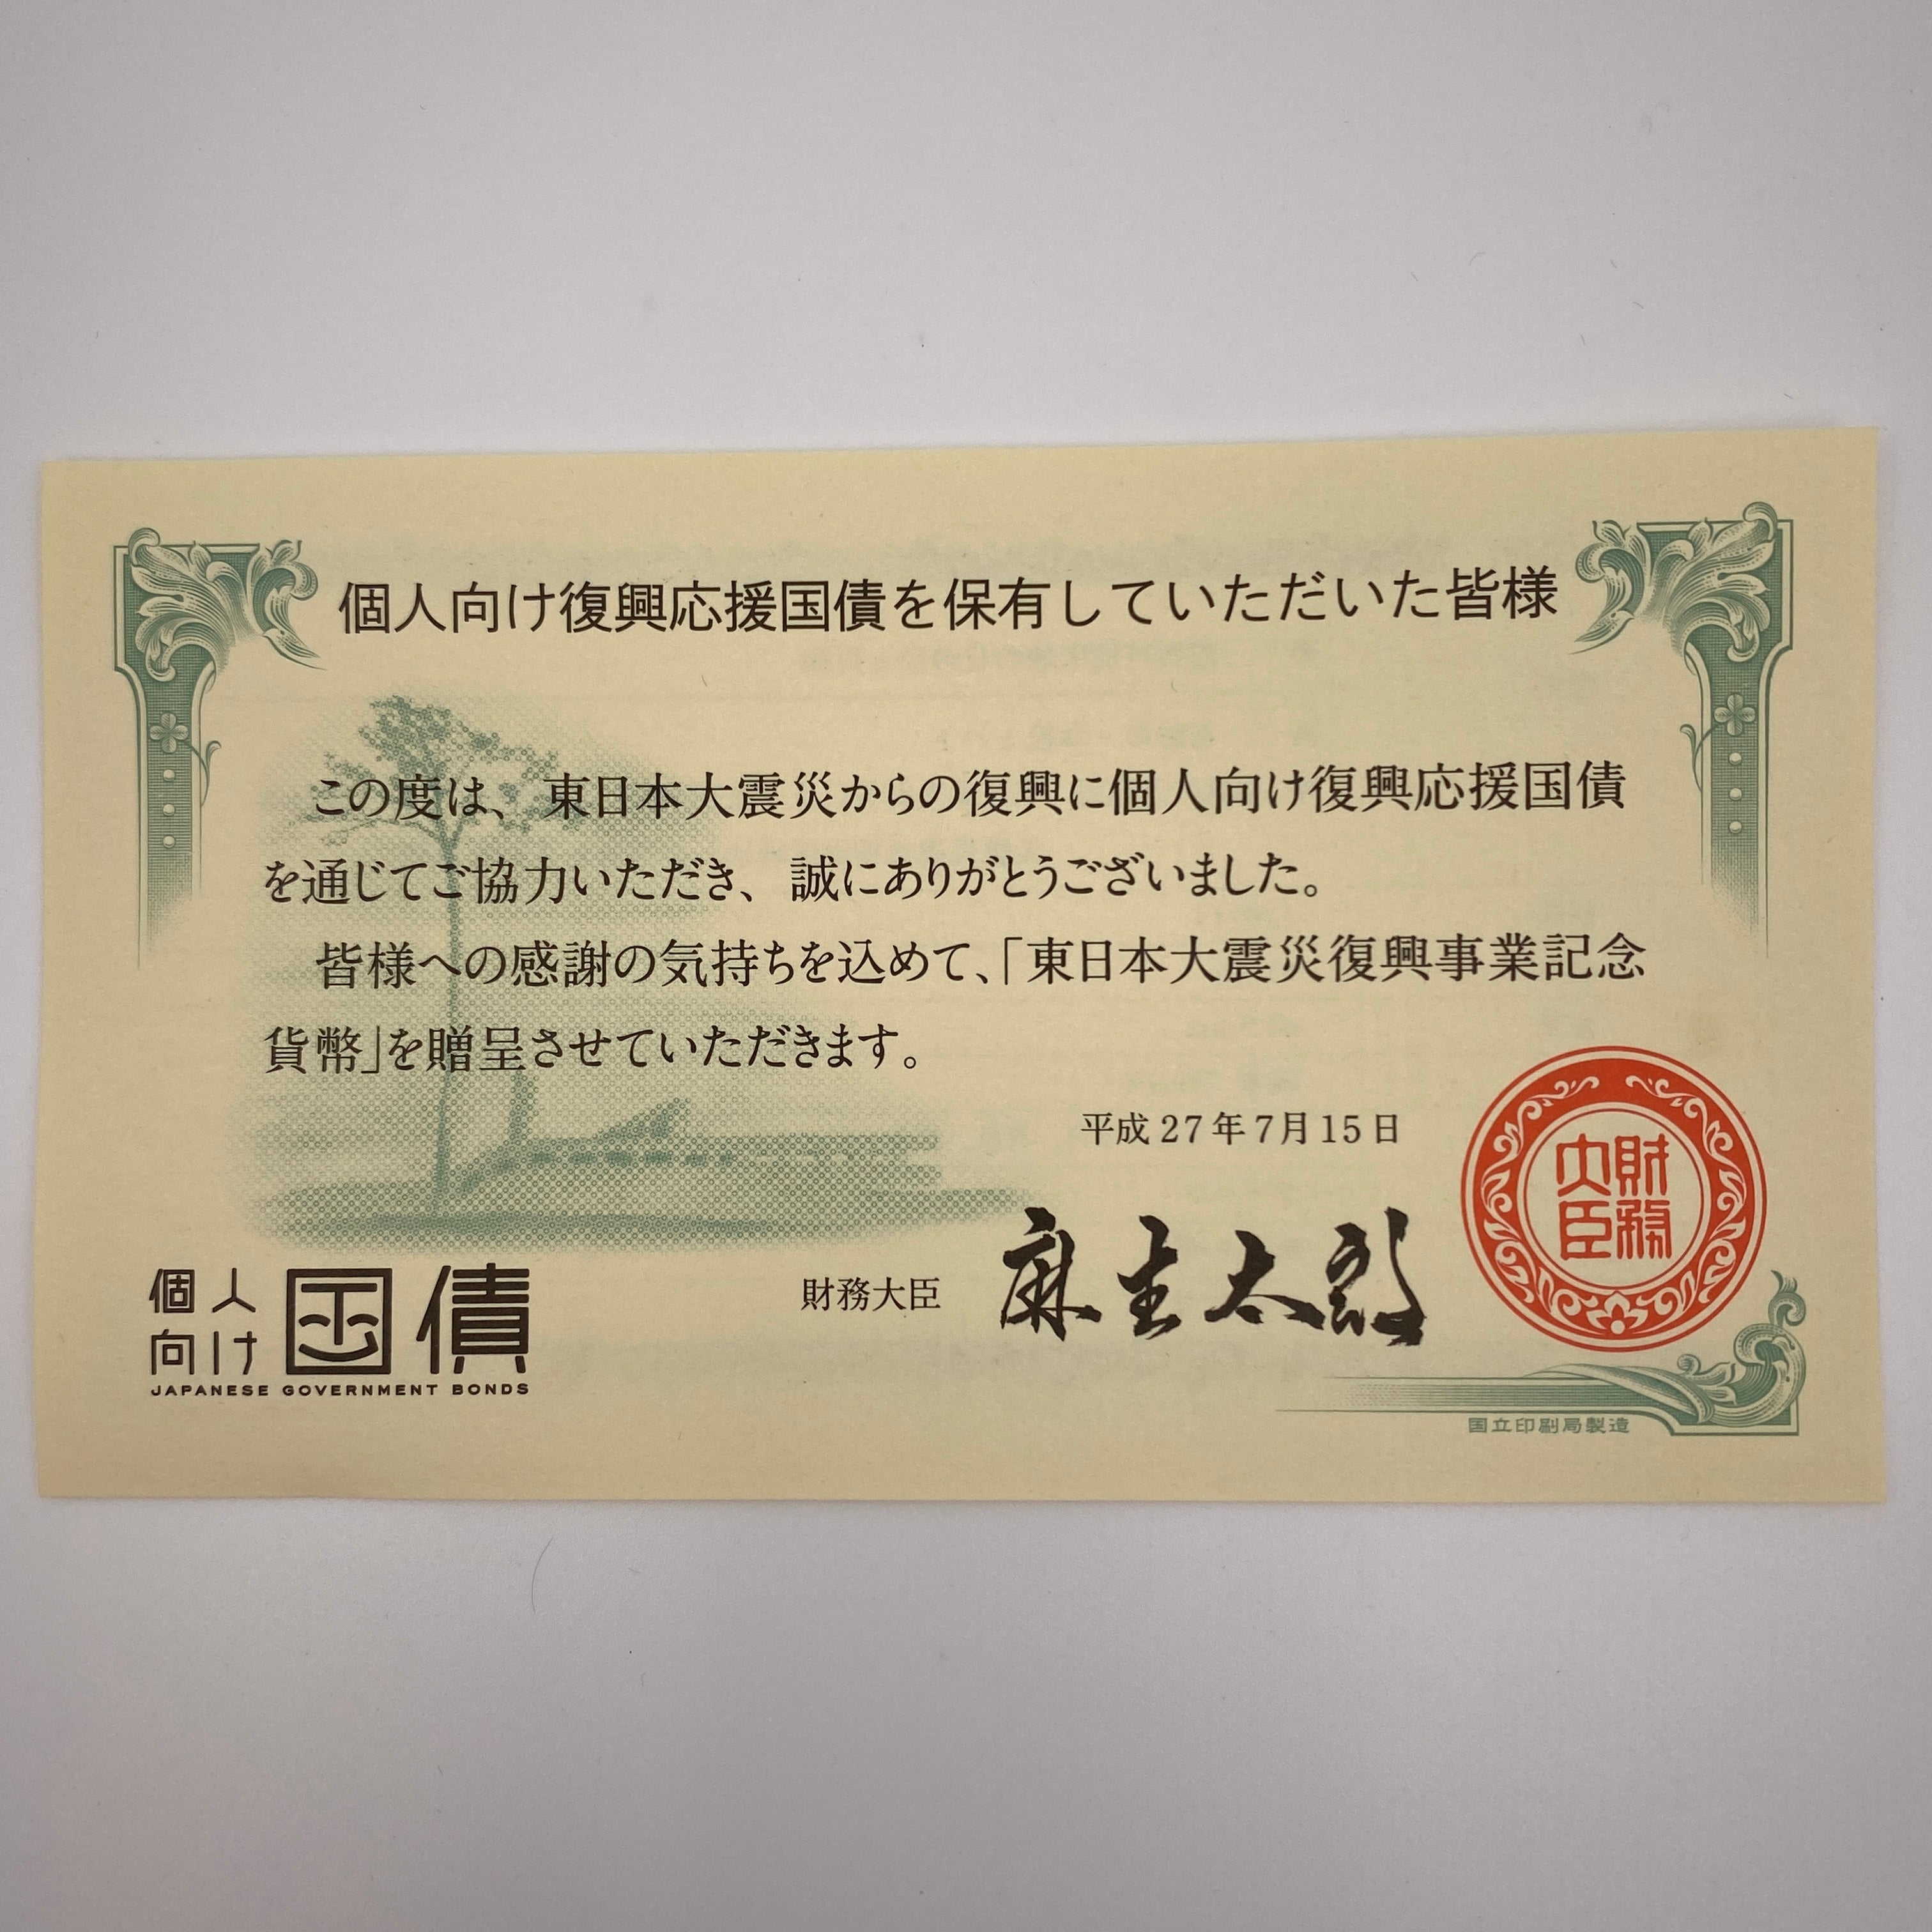 個人向け復興応援国債を保有していただいた皆様
この度は、東日本大震災からの復興に個人向け復興応援国債
を通じてご協力いただき、誠にありがとうございました。
皆様への感謝の気持ちを込めて、「東日本大震災復興事業記念
貨幣」を贈呈させていただきます。
平成27年7月15日
財務大臣 麻生太郎
財務
大臣
個人
向け
国債
JAPANESE GOVERNMENT BONDS
国立印刷局製造